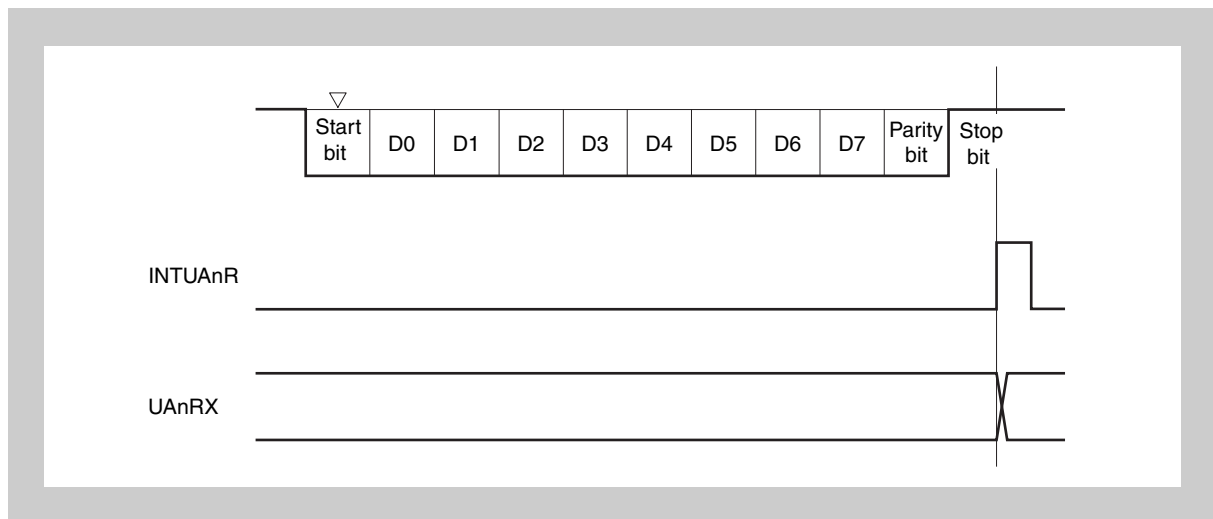 Start bit D0 D1 D2 D3 D4 D5 D6 D7 Parity bit Stop bit
INTUAnR
UAnRX